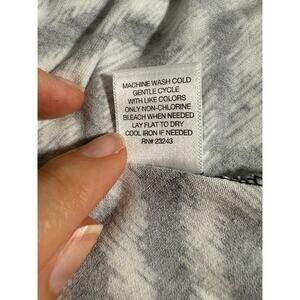 MACHINE WASH COLD
GENTLE CYCLE
WITH LIKE COLORS
ONLY NON-CHLORINE
BLEACH WHEN NEEDED
LAY FLAT TO DRY
COOL IRON IF NEEDED
RN# 23243